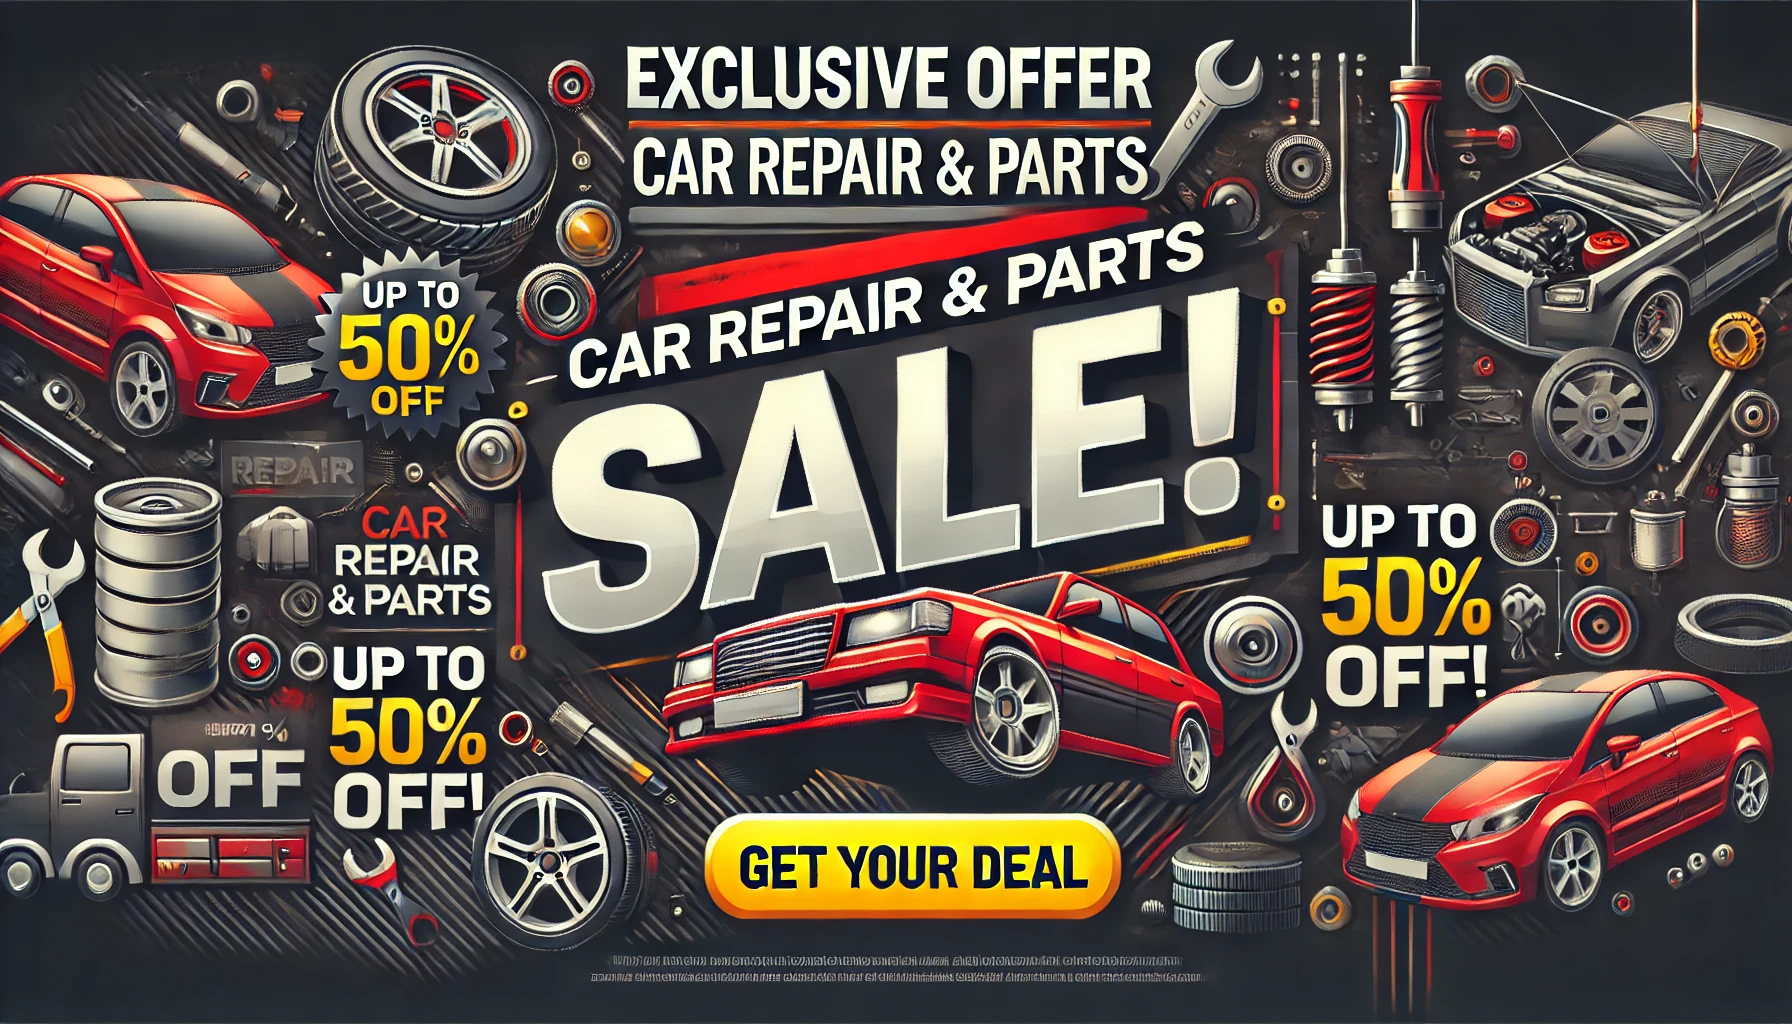 EXCLUSIVE OFFER
CAR REPAIR & PARTS
CAR REPAIR & PARTS
SALE!
UP TO
50%
OFF
REPAIR
CAR
REPAIR
& PARTS
UP TO
50%
OFF!
OFF
UP TO
50%
OFF!
GET YOUR DEAL